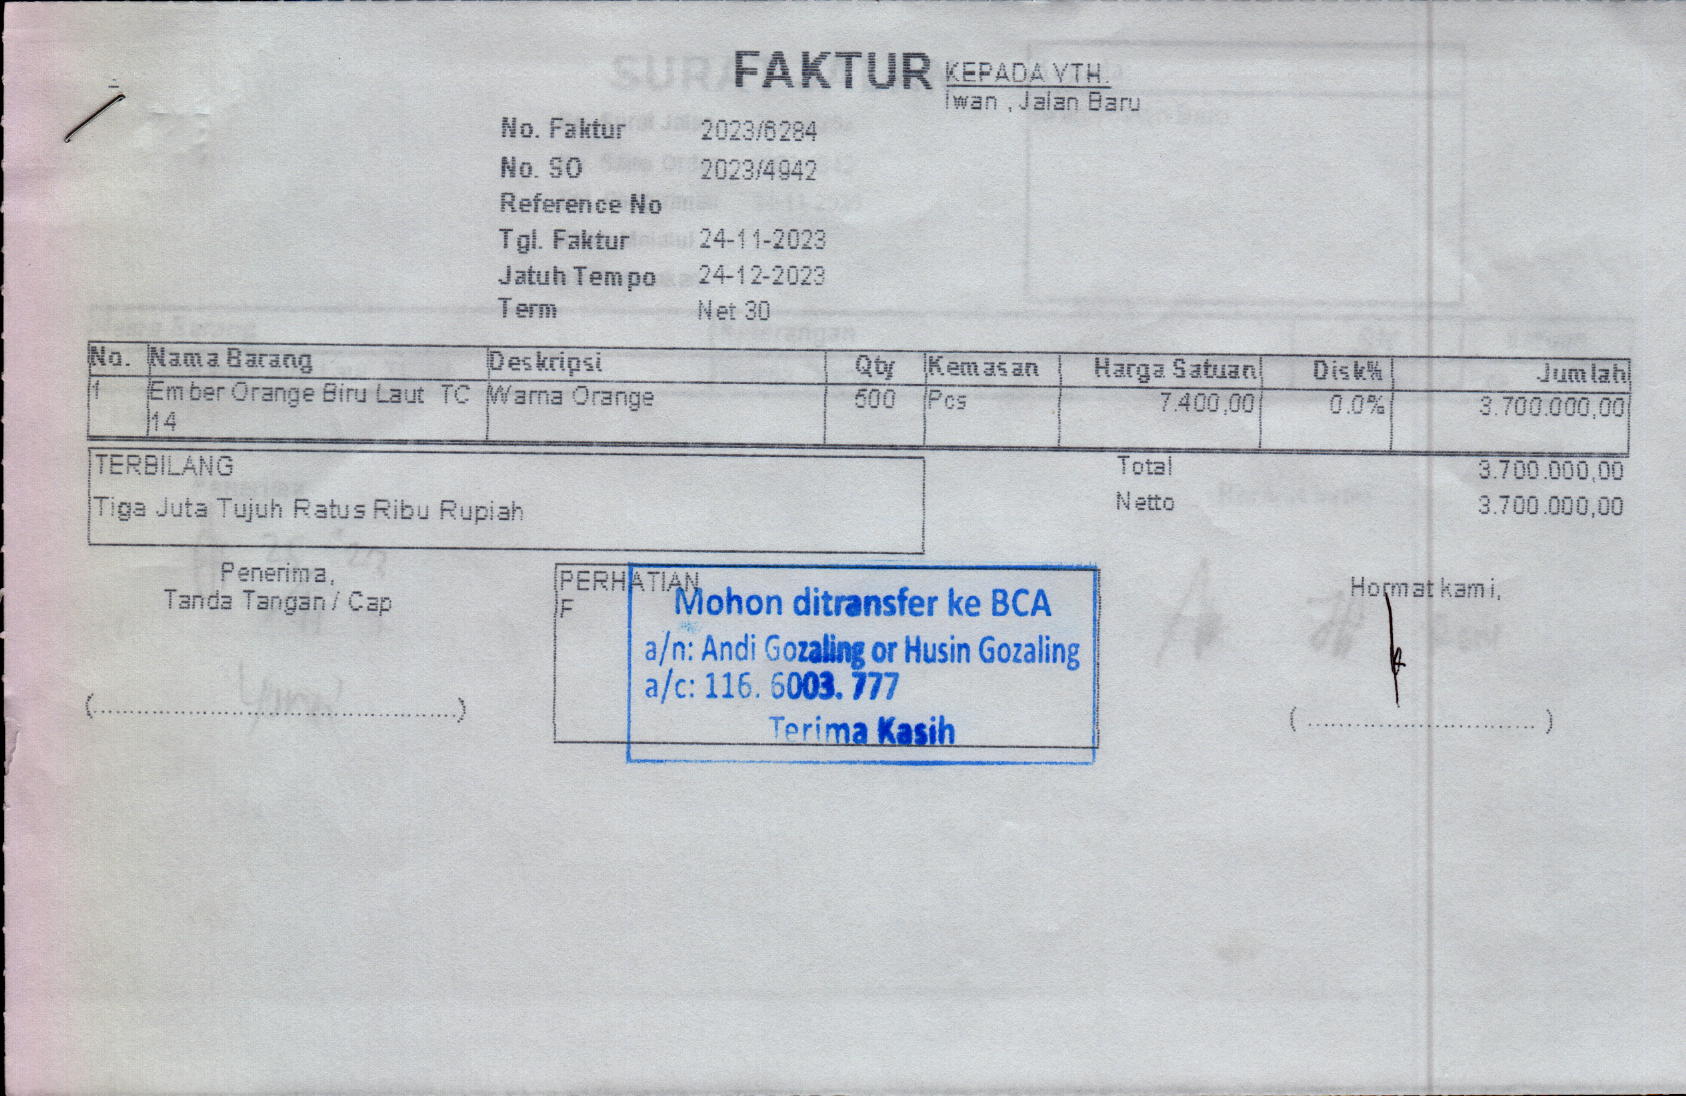 FAKTUR
KEPADA YTH.
Iwan , Jalan Baru
No. Faktur 2023/6284
No. SO 2023/4942
Reference No
Tgl. Faktur 24-11-2023
Jatuh Tempo 24-12-2023
Term Net 30
No. Nama Barang Deskripsi Qty Kemasan Harga Satuan Disk% Jumlah
1 Ember Orange Biru Laut TC Warna Orange 500 Pcs 7.400,00 0.0% 3.700.000,00
14
TERBILANG
Tiga Juta Tujuh Ratus Ribu Rupiah
Total 3.700.000,00
Netto 3.700.000,00
Penerima,
Tanda Tangan / Cap
(............................................)
PERHATIAN
F
Mohon ditransfer ke BCA
a/n: Andi Gozaling or Husin Gozaling
a/c: 116. 6003. 777
Terima Kasih
Hormat kami,
( .............................. )